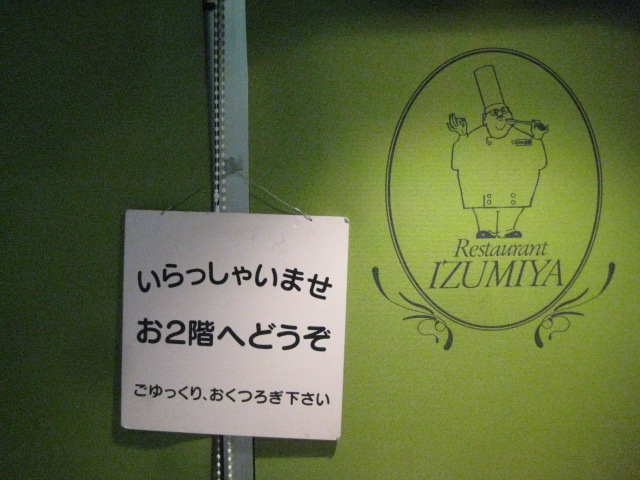 いらっしゃいませ
お2階へどうぞ
ごゆっくり、おくつろぎ下さい
Restaurant
IZUMIYA